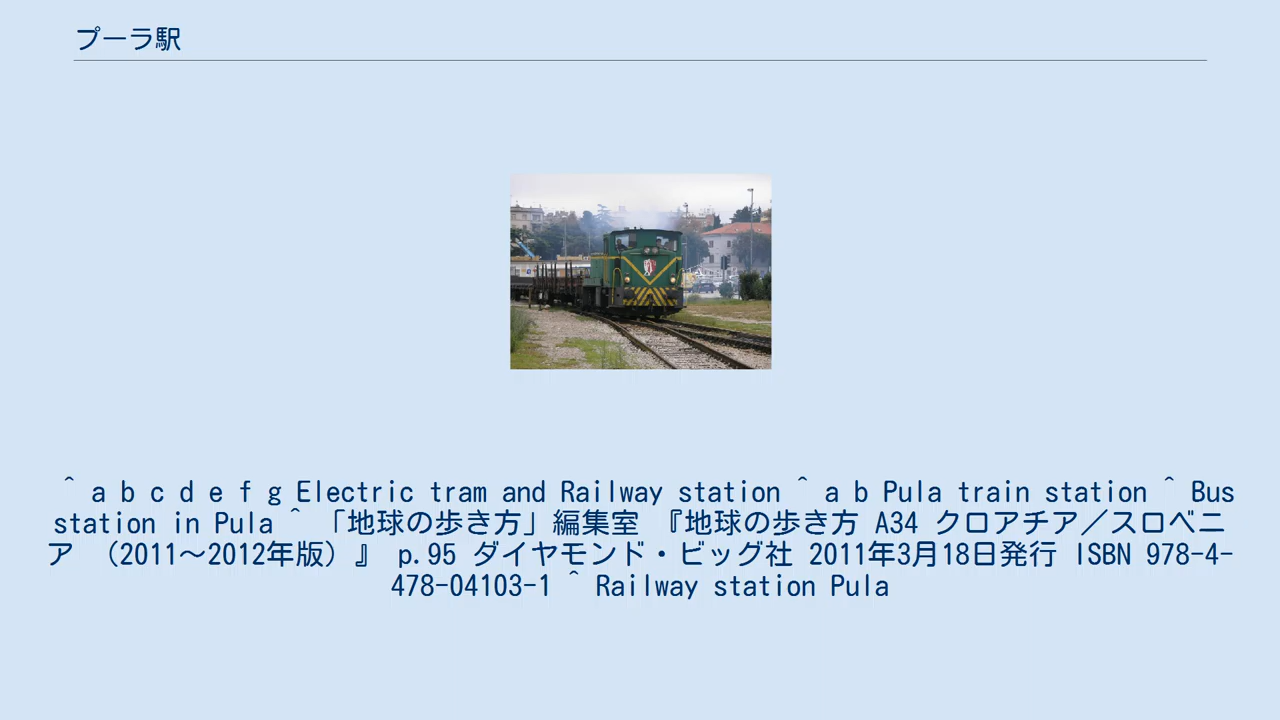 プーラ駅
^ a b c d e f g Electric tram and Railway station ^ a b Pula train station ^ Bus
station in Pula ^ 「地球の歩き方」編集室 『地球の歩き方 A34 クロアチア／スロベニ
ア （2011～2012年版）』 p.95 ダイヤモンド・ビッグ社 2011年3月18日発行 ISBN 978-4-
478-04103-1 ^ Railway station Pula